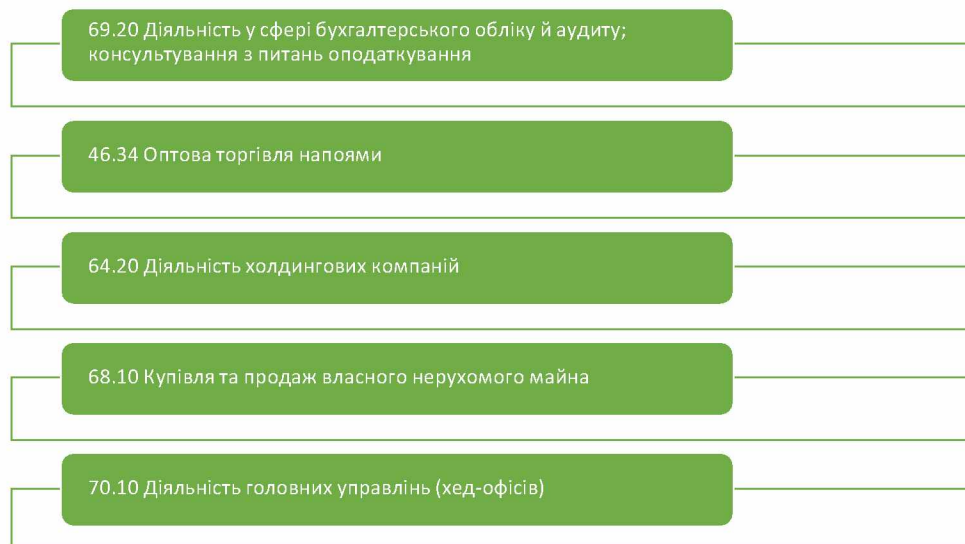 69.20 Діяльність у сфері бухгалтерського обліку й аудиту;
консультування з питань оподаткування
46.34 Оптова торгівля напоями
64.20 Діяльність холдингових компаній
68.10 Купівля та продаж власного нерухомого майна
70.10 Діяльність головних управлінь (хед-офісів)